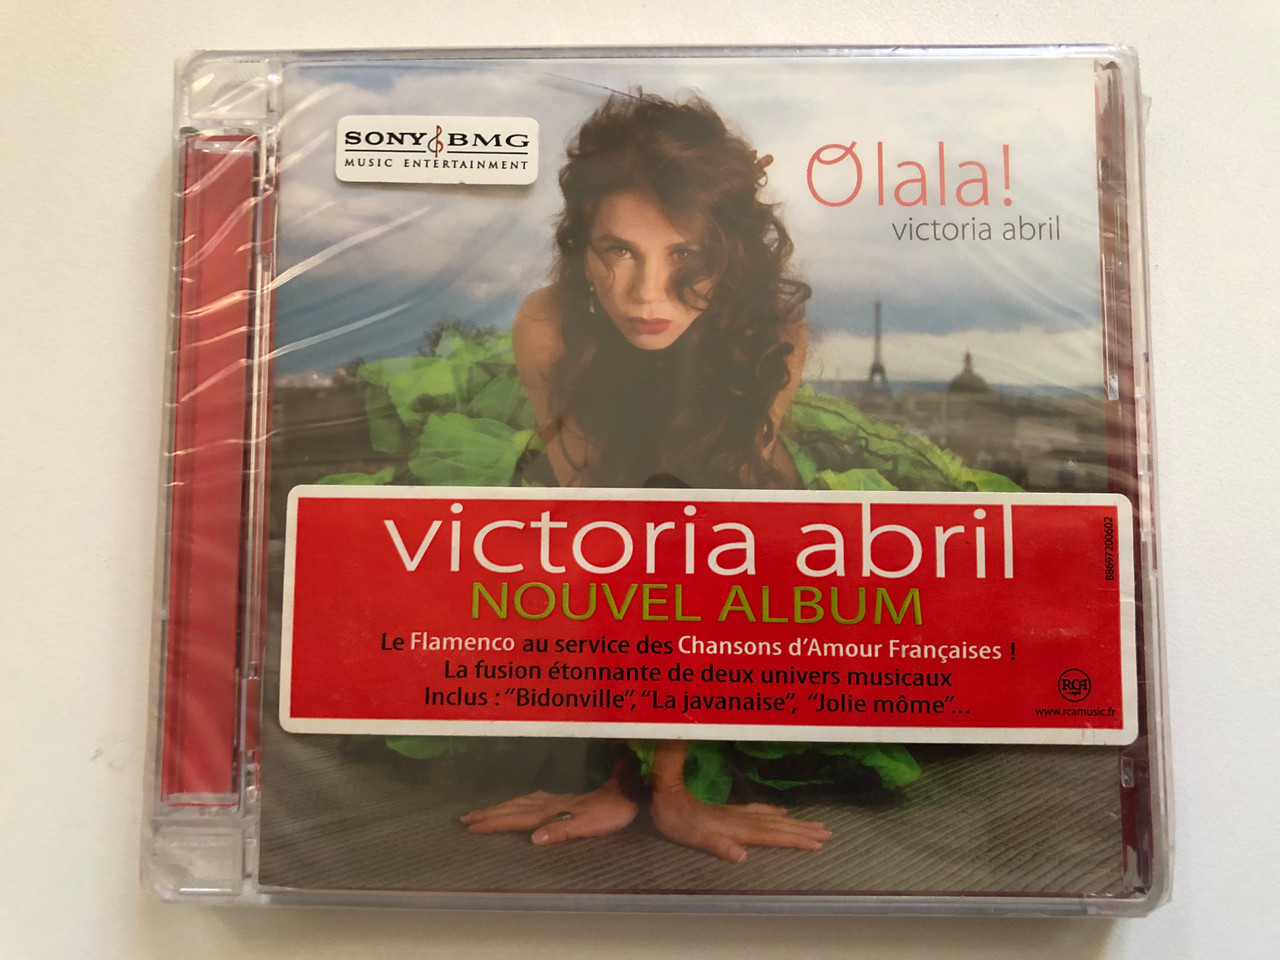 SONY BMG
MUSIC ENTERTAINMENT
Olala!
victoria abril
victoria abril
NOUVEL ALBUM
Le Flamenco au service des Chansons d'Amour Françaises !
La fusion étonnante de deux univers musicaux
Inclus : "Bidonville", "La javanaise", "Jolie môme"...
88697200602
RCA
www.rcamusic.fr